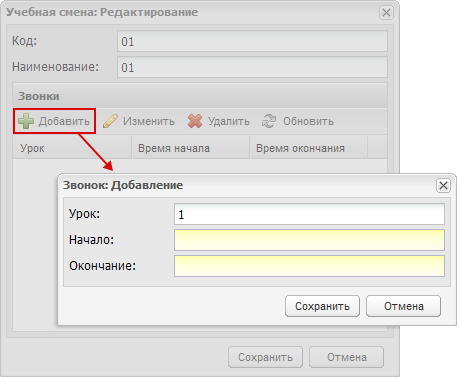 Учебная смена: Редактирование
Код: 01
Наименование: 01
Звонки
Добавить Изменить Удалить Обновить
Урок Время начала Время окончания
Звонок: Добавление
Урок: 1
Начало:
Окончание:
Сохранить Отмена
Сохранить Отмена